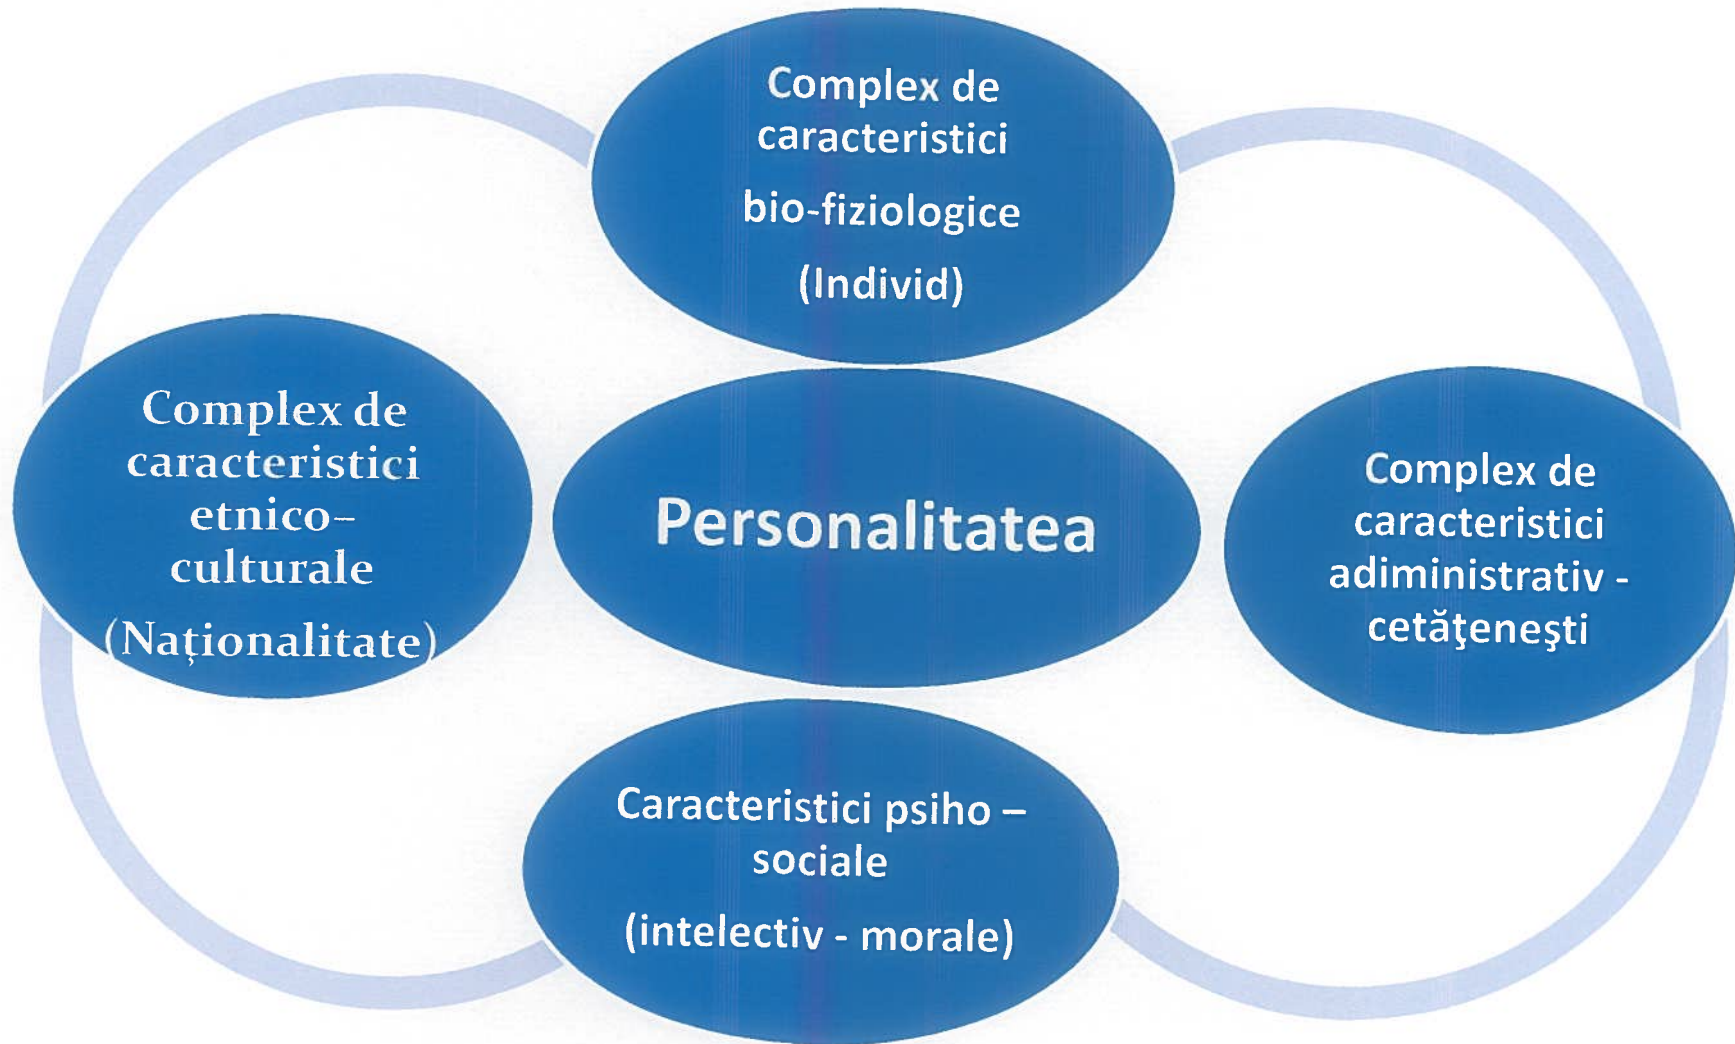 Complex de
caracteristici
bio-fiziologice
(Individ)
Complex de
caracteristici
etnico–
culturale
(Naţionalitate)
Personalitatea
Complex de
caracteristici
adiministrativ -
cetăţeneşti
Caracteristici psiho –
sociale
(intelectiv - morale)